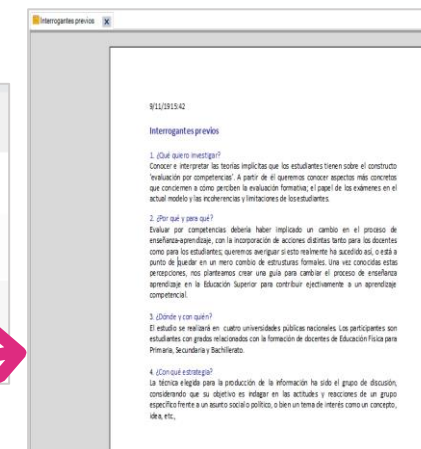 Interrogantes previos
9/11/19 15:42
Interrogantes previos
1. ¿Qué quiero investigar?
Conocer e interpretar las teorías implícitas que los estudiantes tienen sobre el constructo
'evaluación por competencias'. A partir de él queremos conocer aspectos más concretos
que conciernen a cómo perciben la evaluación formativa; el papel de los exámenes en el
actual modelo y las incoherencias y limitaciones de los estudiantes.
2. ¿Por qué y para qué?
Evaluar por competencias debería haber implicado un cambio en el proceso de
enseñanza-aprendizaje, con la incorporación de acciones distintas tanto para los docentes
como para los estudiantes; queremos averiguar si esto realmente ha sucedido así, o está a
punto de quedar en un mero combio de estructuras formales. Una vez conocidas estas
percepciones, nos planteamos crear una guía para cambiar el proceso de enseñanza
aprendizaje en la Educación Superior para contribuir ejectivamente a un aprendizaje
competencial.
3. ¿Dónde y con quién?
El estudio se realizará en cuatro universidades públicas nacionales. Los participantes son
estudiantes con grados relacionados con la formación de docentes de Educación Física para
Primaria, Secundaria y Bachillerato.
4. ¿Con qué estrategia?
La técnica elegida para la producción de la información ha sido el grupo de discusión,
considerando que su objetivo es indagar en las actitudes y reacciones de un grupo
específico frente a un asunto social o político, o bien un tema de interés como un concepto,
idea, etc,